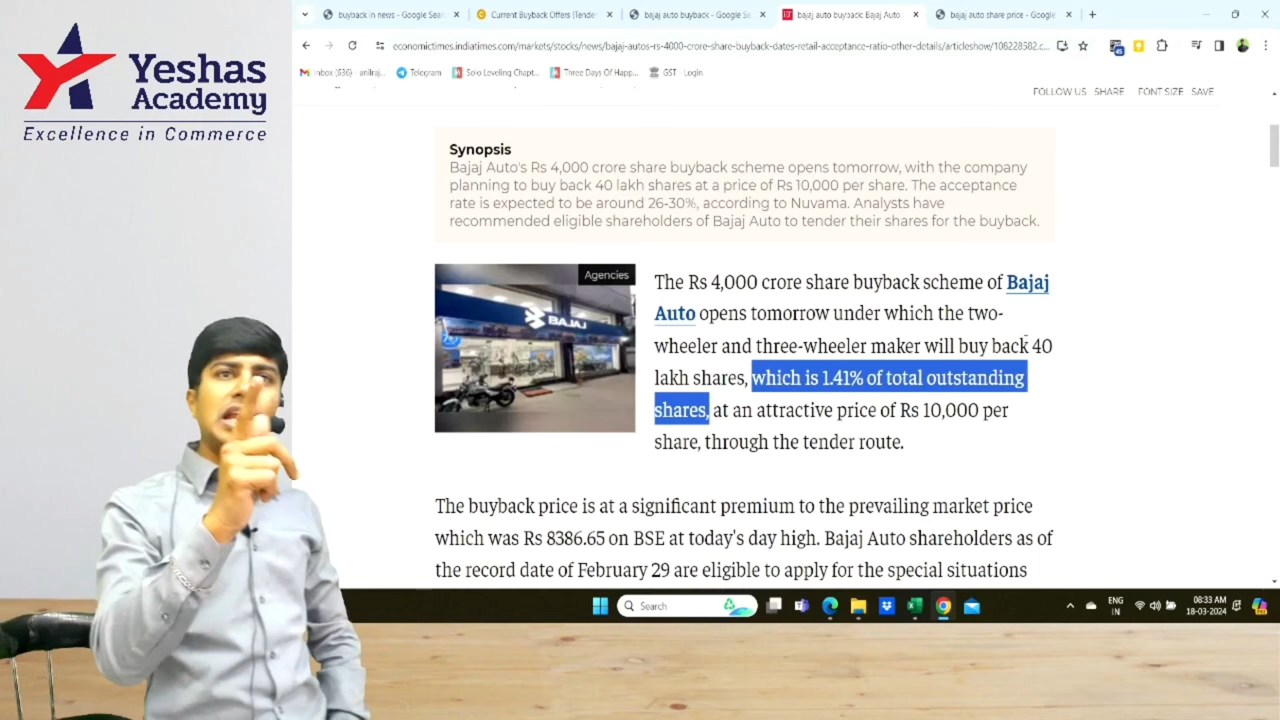 Yeshas
Academy
Excellence in Commerce
buyback in news - Google Sear
Current Buyback Offers (Tender
bajaj auto buyback - Google Se
bajaj auto buyback: Bajaj Auto
bajaj auto share price - Google
economictimes.indiatimes.com/markets/stocks/news/bajaj-autos-rs-4000-crore-share-buyback-dates-retail-acceptance-ratio-other-details/articleshow/108228582.c...
Inbox (636) - anilraj...
Telegram
Solo Leveling Chapt...
Three Days Of Happ...
GST - Login
FOLLOW US SHARE FONT SIZE SAVE
Synopsis
Bajaj Auto's Rs 4,000 crore share buyback scheme opens tomorrow, with the company
planning to buy back 40 lakh shares at a price of Rs 10,000 per share. The acceptance
rate is expected to be around 26-30%, according to Nuvama. Analysts have
recommended eligible shareholders of Bajaj Auto to tender their shares for the buyback.
Agencies
BAJAJ
The Rs 4,000 crore share buyback scheme of Bajaj
Auto opens tomorrow under which the two-
wheeler and three-wheeler maker will buy back 40
lakh shares, which is 1.41% of total outstanding
shares, at an attractive price of Rs 10,000 per
share, through the tender route.
The buyback price is at a significant premium to the prevailing market price
which was Rs 8386.65 on BSE at today's day high. Bajaj Auto shareholders as of
the record date of February 29 are eligible to apply for the special situations
Search
ENG
IN
08:33 AM
18-03-2024